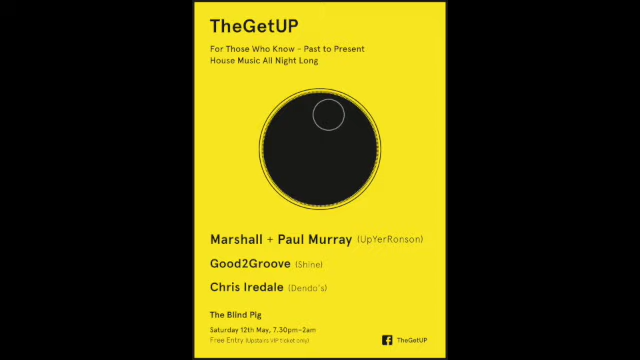 TheGetUP
For Those Who Know - Past to Present
House Music All Night Long
Marshall + Paul Murray (UpYerRonson)
Good2Groove (Shine)
Chris Iredale (Dendo's)
The Blind Pig
Saturday 12th May, 7.30pm-2am
Free Entry (Upstairs VIP ticket only)
TheGetUP